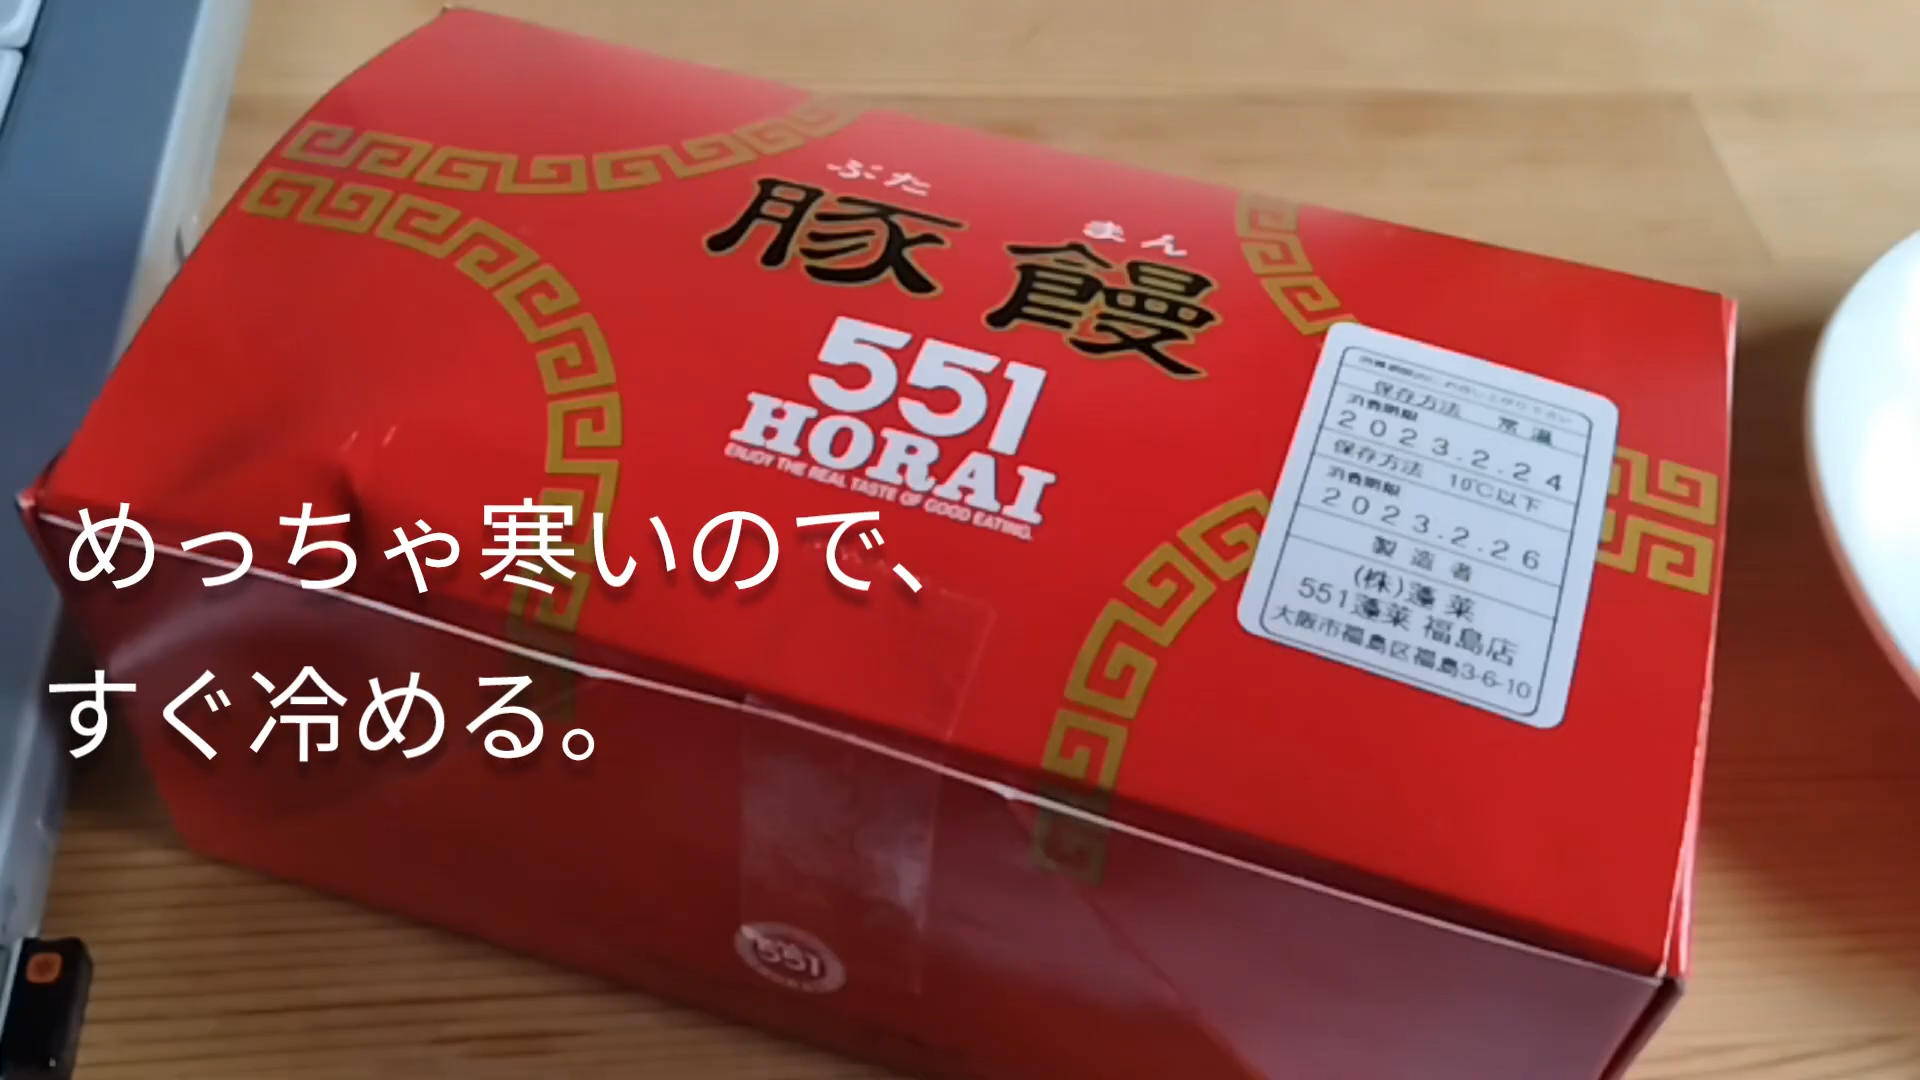 ぶた まん
豚饅
551
HORAI
ENJOY THE REAL TASTE OF GOOD EATING.
保存方法 常温
消費期限
2023.2.24
保存方法 10℃以下
消費期限
2023.2.26
製造者
(株)蓬莱
551蓬莱 福島店
大阪市福島区福島3-6-10
めっちゃ寒いので、
すぐ冷める。
551